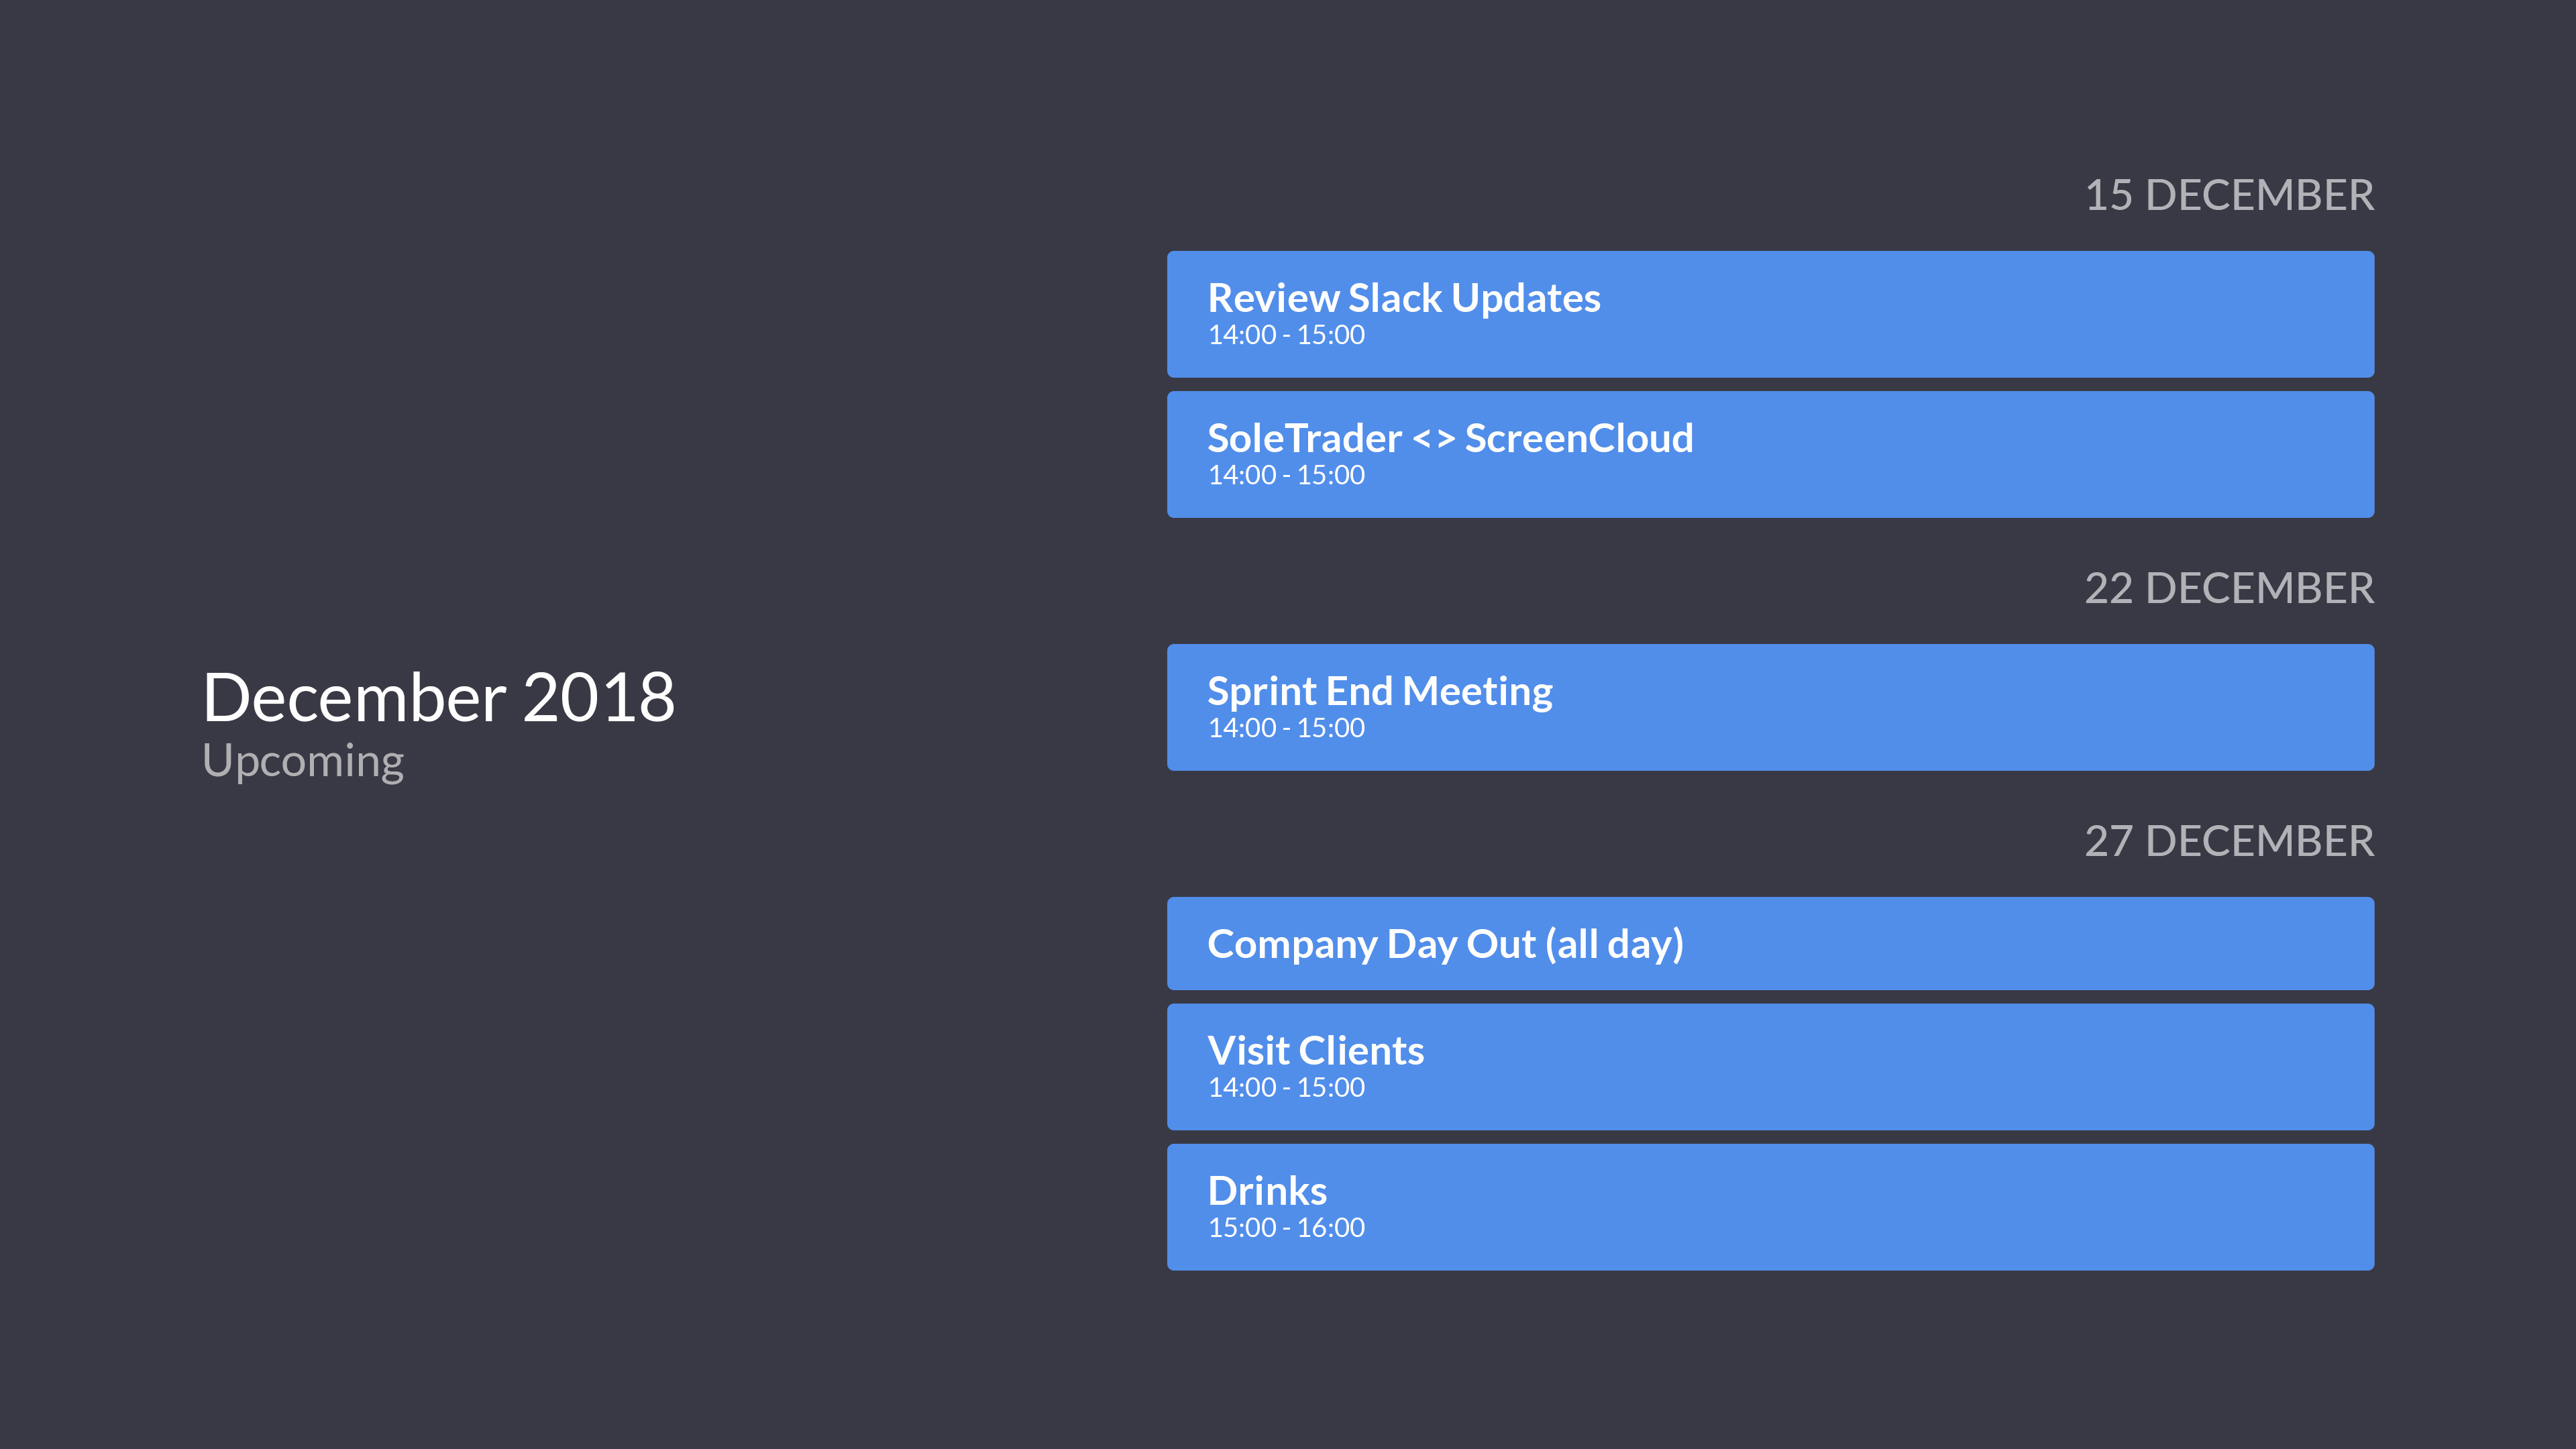 December 2018
Upcoming
15 DECEMBER
Review Slack Updates
14:00 - 15:00
SoleTrader <> ScreenCloud
14:00 - 15:00
22 DECEMBER
Sprint End Meeting
14:00 - 15:00
27 DECEMBER
Company Day Out (all day)
Visit Clients
14:00 - 15:00
Drinks
15:00 - 16:00